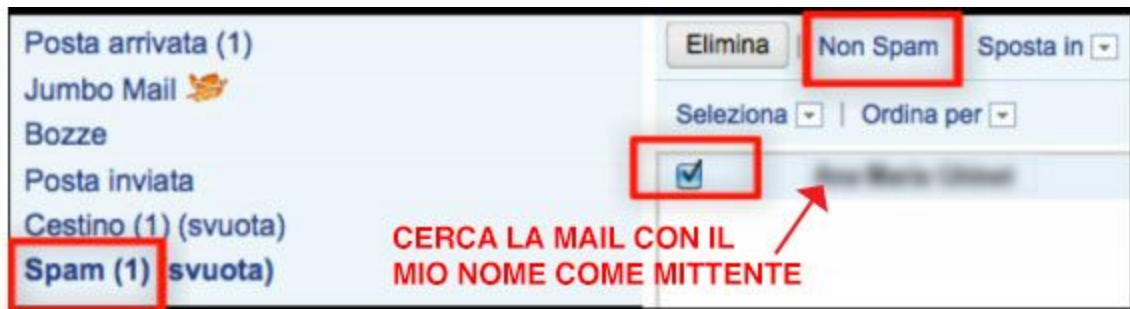 Posta arrivata (1)
Jumbo Mail
Bozze
Posta inviata
Cestino (1) (svuota)
Spam (1) (svuota)
Elimina | Non Spam Sposta in
Seleziona | Ordina per
CERCA LA MAIL CON IL
MIO NOME COME MITTENTE